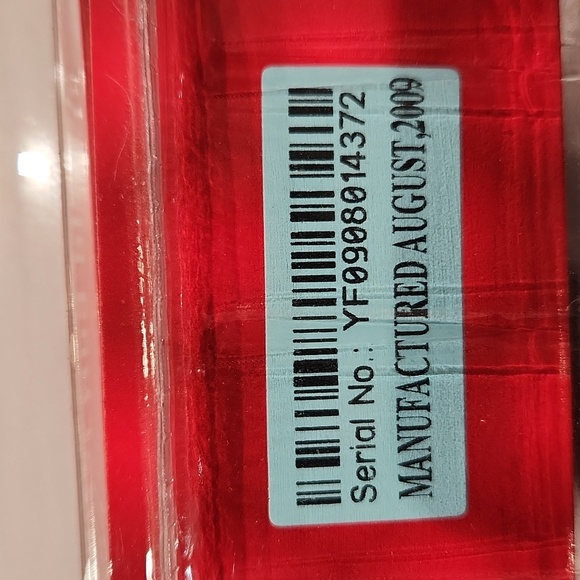 Serial No.: YF0908014372
MANUFACTURED AUGUST,2009